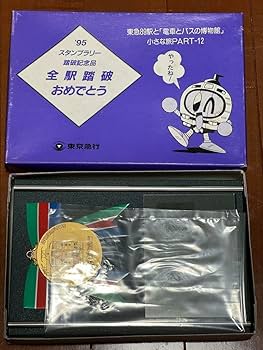 '95
スタンプラリー
踏破記念品
全駅踏破
おめでとう
東京急行
東急89駅と「電車とバスの博物館」
小さな旅PART-12
やったね!